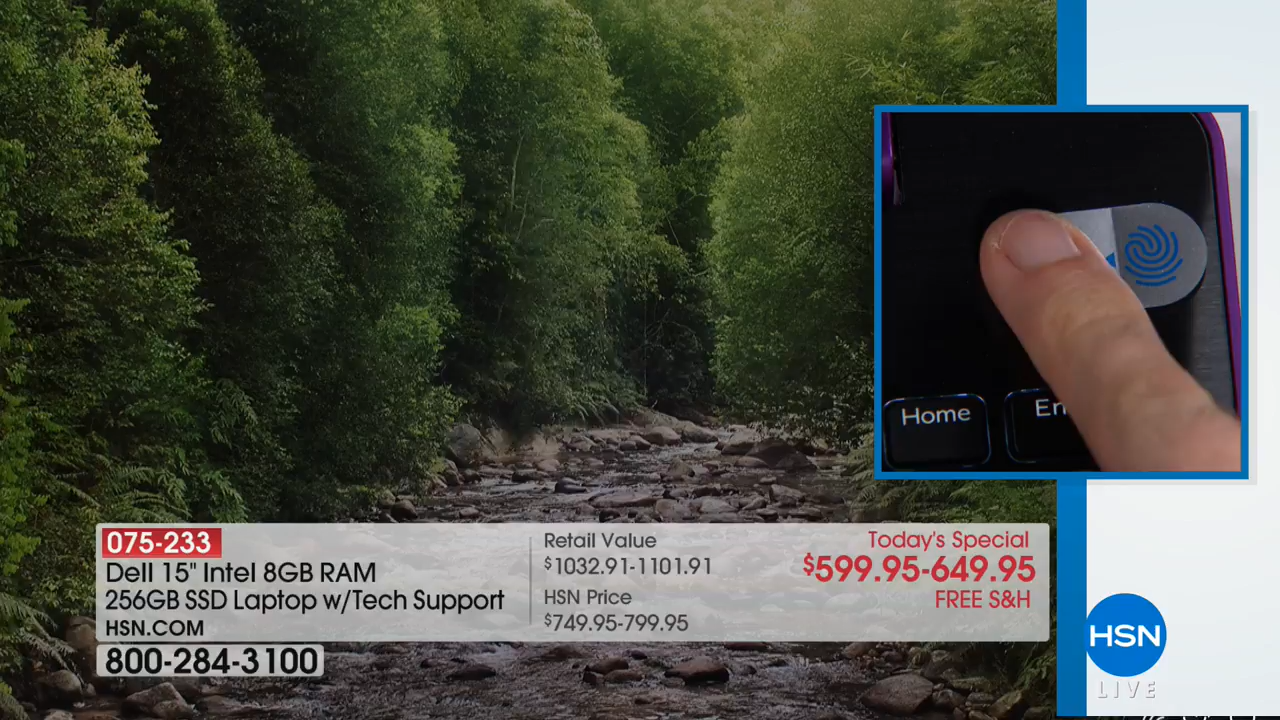 Home
En
075-233
Dell 15" Intel 8GB RAM
256GB SSD Laptop w/Tech Support
HSN.COM
800-284-3100
Retail Value
$1032.91-1101.91
HSN Price
$749.95-799.95
Today's Special
$599.95-649.95
FREE S&H
HSN
LIVE